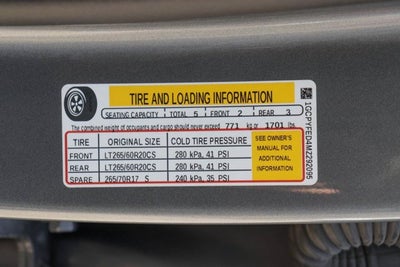 TIRE AND LOADING INFORMATION
SEATING CAPACITY TOTAL 5 FRONT 2 REAR 3
The combined weight of occupants and cargo should never exceed 771 kg or 1701 lbs.
TIRE ORIGINAL SIZE COLD TIRE PRESSURE
FRONT LT265/60R20CS 280 kPa, 41 PSI
REAR LT265/60R20CS 280 kPa, 41 PSI
SPARE 265/70R17 S 240 kPa, 35 PSI
SEE OWNER'S
MANUAL FOR
ADDITIONAL
INFORMATION